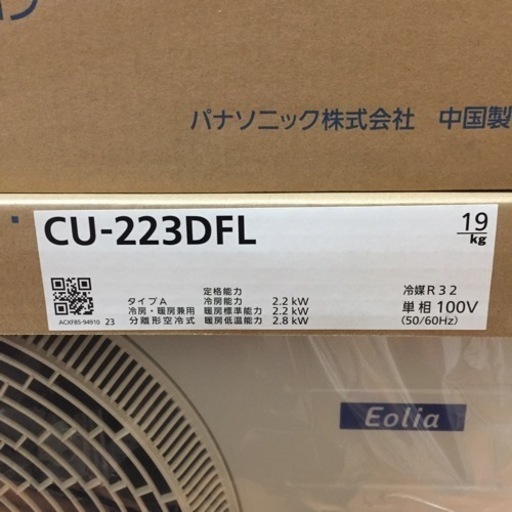 パナソニック株式会社 中国製
CU-223DFL
19
kg
定格能力
タイプA 冷房能力 2.2 kW
冷房・暖房兼用 暖房標準能力 2.2 kW
分離形空冷式 暖房低温能力 2.8 kW
ACXF85-94910 23
冷媒R32
単相 100V
(50/60Hz)
Eolia